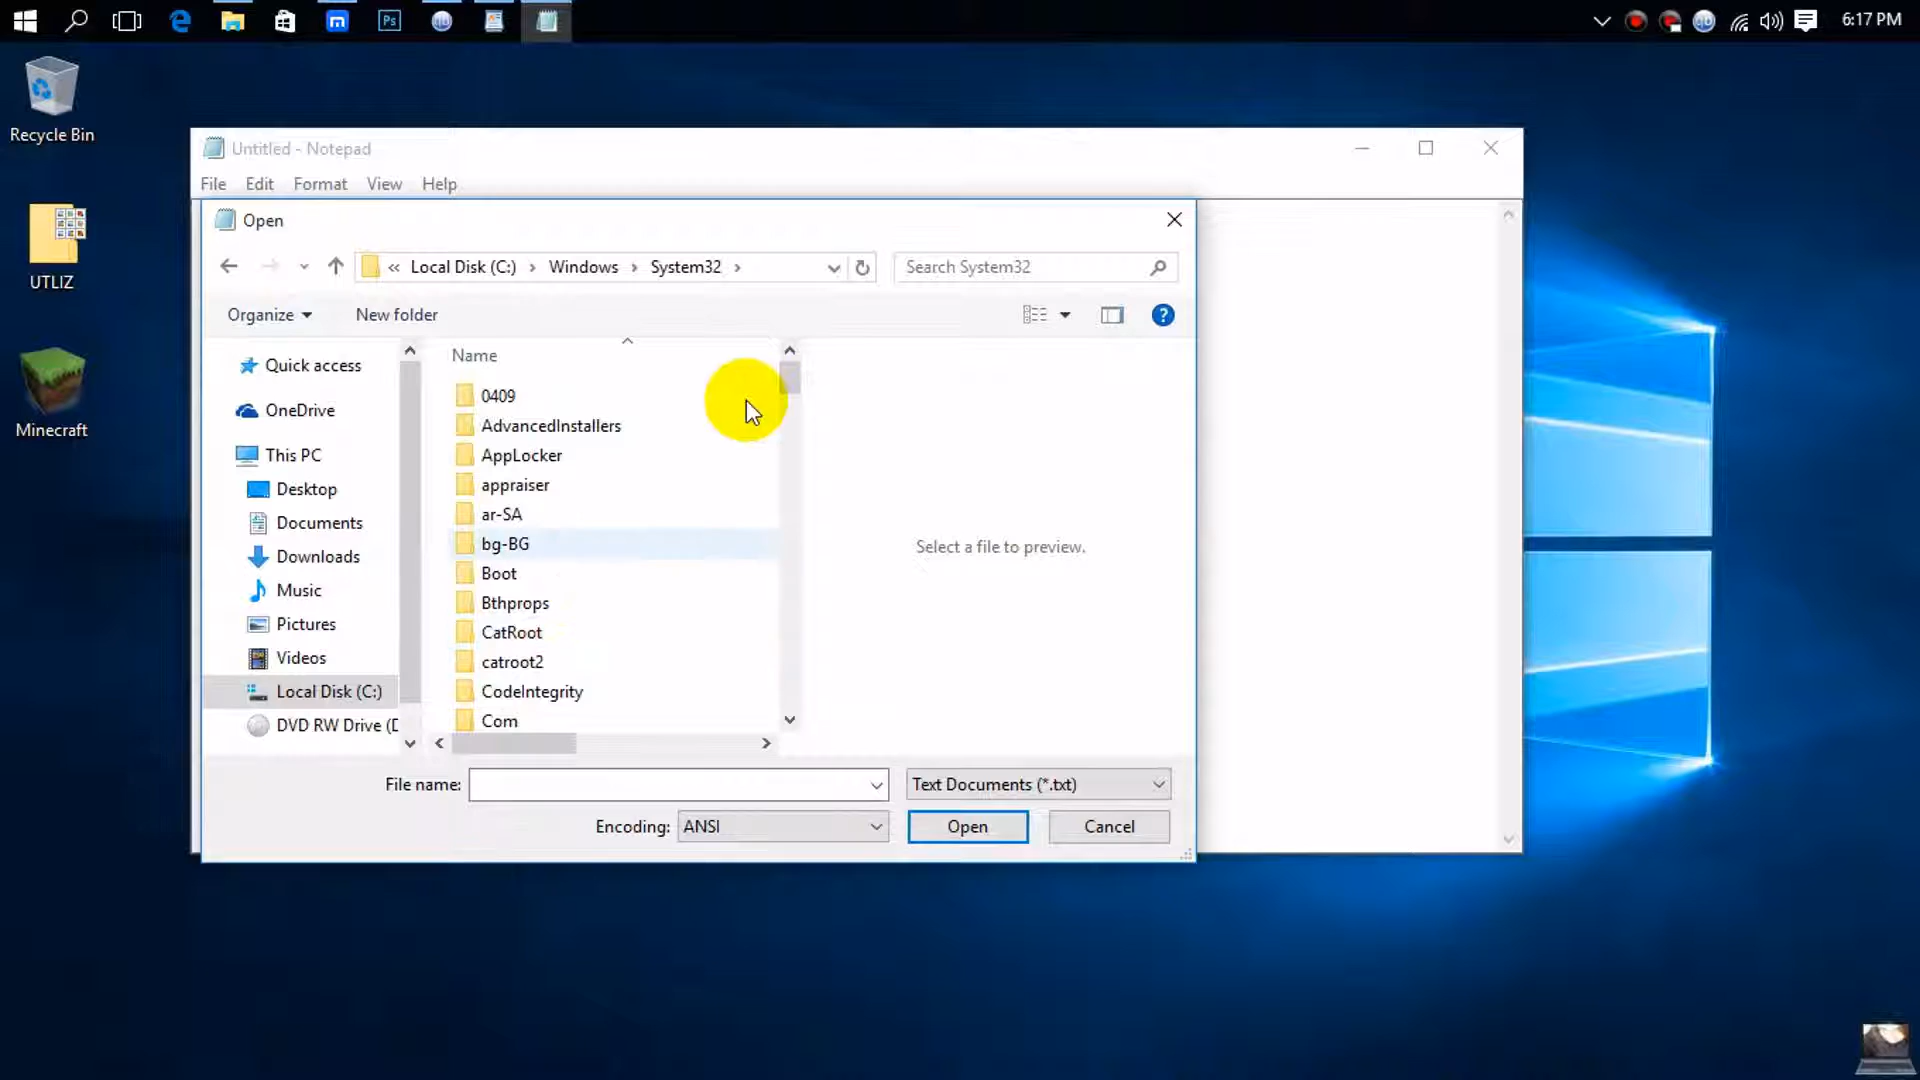 Ps
m
6:17 PM
Recycle Bin
UTLIZ
Minecraft
Untitled - Notepad
File Edit Format View Help
Open
« Local Disk (C:) › Windows › System32 ›
Search System32
Organize
New folder
?
Quick access
OneDrive
This PC
Desktop
Documents
Downloads
Music
Pictures
Videos
Local Disk (C:)
DVD RW Drive (D
Name
0409
AdvancedInstallers
AppLocker
appraiser
ar-SA
bg-BG
Boot
Bthprops
CatRoot
catroot2
CodeIntegrity
Com
Select a file to preview.
File name:
Text Documents (*.txt)
Encoding: ANSI
Open
Cancel